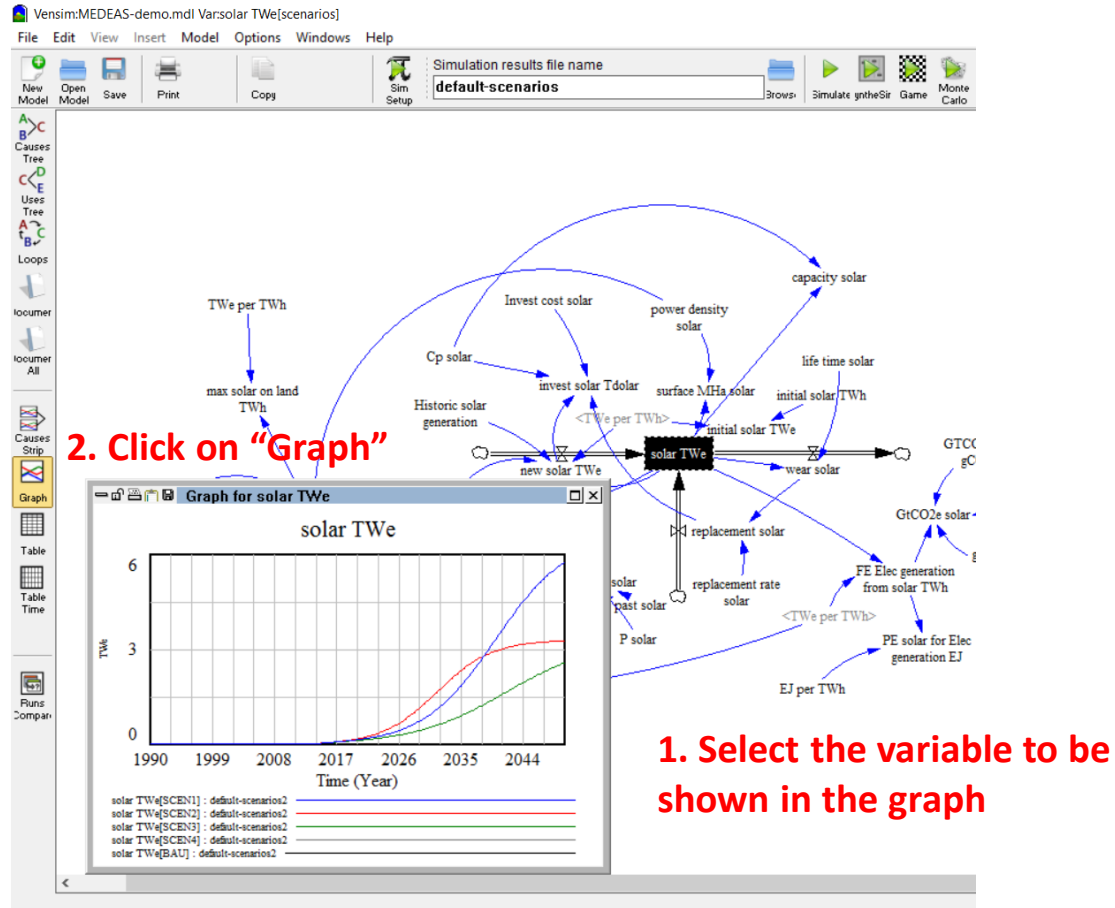 Vensim:MEDEAS-demo.mdl Var:solar TWe[scenarios]
File Edit View Insert Model Options Windows Help
New Model
Open Model
Save
Print
Copy
Sim Setup
Simulation results file name
default-scenarios
Brows
Simulate
yntheSir
Game
Monte Carlo
Causes Tree
Uses Tree
Loops
locumer
locumer All
Causes Strip
Graph
Table
Table Time
Runs Compar
capacity solar
TWe per TWh
Invest cost solar
power density
solar
Cp solar
life time solar
max solar on land
TWh
invest solar Tdolar
surface MHa solar
initial solar TWh
Historic solar
generation
<TWe per TWh>
initial solar TWe
2. Click on “Graph”
new solar TWe
solar TWe
wear solar
GTCO
gC
replacement solar
GtCO2e solar
g
solar
past solar
replacement rate
solar
FE Elec generation
from solar TWh
<TWe per TWh>
P solar
PE solar for Elec
generation EJ
EJ per TWh
Graph for solar TWe
solar TWe
6
3
0
TWe
1990 1999 2008 2017 2026 2035 2044
Time (Year)
solar TWe[SCEN1] : default-scenarios2
solar TWe[SCEN2] : default-scenarios2
solar TWe[SCEN3] : default-scenarios2
solar TWe[SCEN4] : default-scenarios2
solar TWe[BAU] : default-scenarios2
1. Select the variable to be
shown in the graph